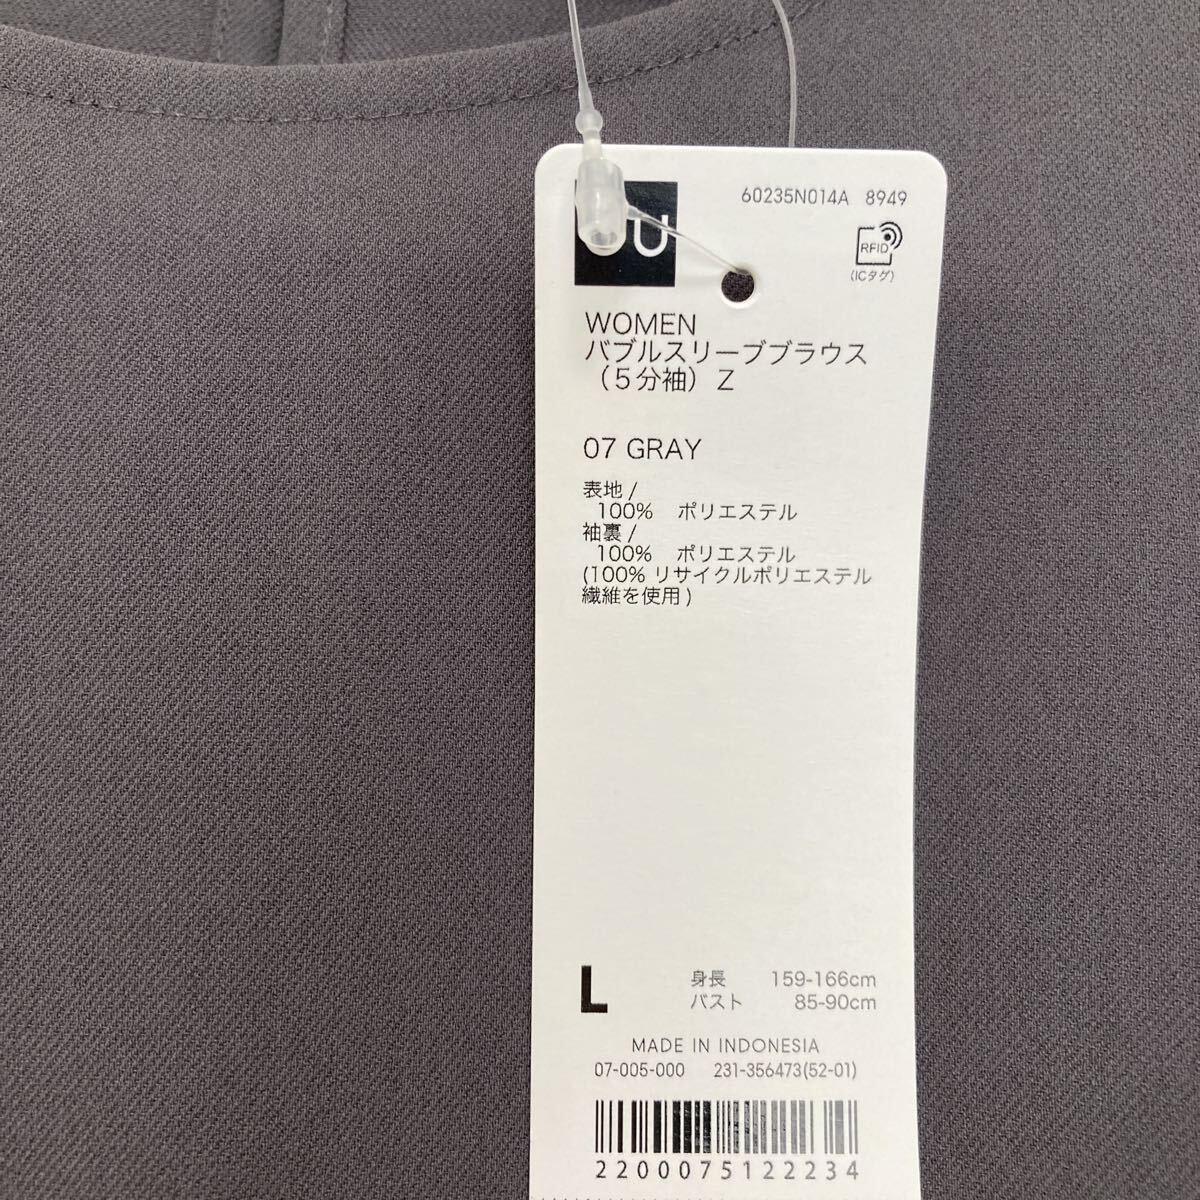 60235N014A 8949
U
RFID
(ICタグ)
WOMEN
バブルスリーブブラウス
(5分袖) Z
07 GRAY
表地/
100% ポリエステル
袖裏/
100% ポリエステル
(100% リサイクルポリエステル
繊維を使用)
L 身長 159-166cm
バスト 85-90cm
MADE IN INDONESIA
07-005-000 231-356473(52-01)
2200075122234